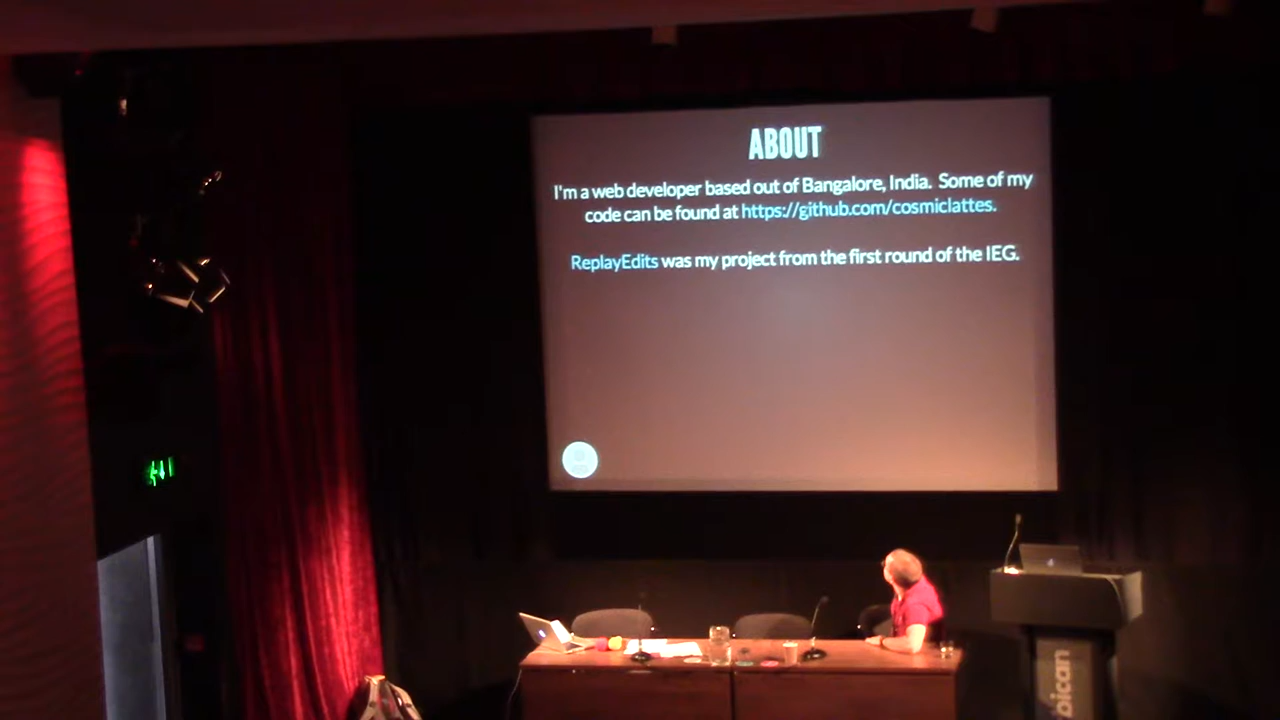 ABOUT
I'm a web developer based out of Bangalore, India. Some of my
code can be found at https://github.com/cosmiclattes.
ReplayEdits was my project from the first round of the IEG.
bican